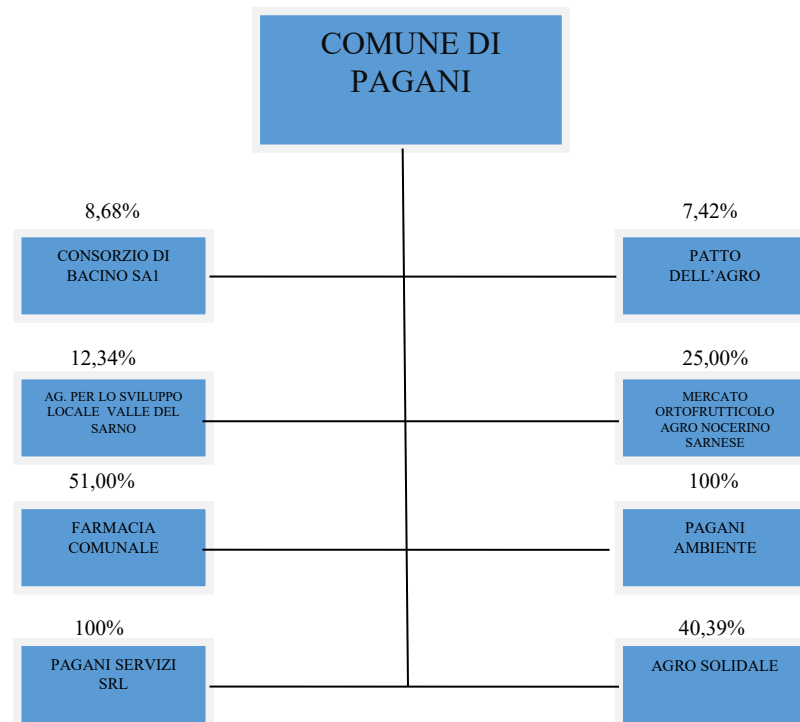 COMUNE DI
PAGANI
8,68%
CONSORZIO DI
BACINO SA1
7,42%
PATTO
DELL’AGRO
12,34%
AG. PER LO SVILUPPO
LOCALE VALLE DEL
SARNO
25,00%
MERCATO
ORTOFRUTTICOLO
AGRO NOCERINO
SARNESE
51,00%
FARMACIA
COMUNALE
100%
PAGANI
AMBIENTE
100%
PAGANI SERVIZI
SRL
40,39%
AGRO SOLIDALE